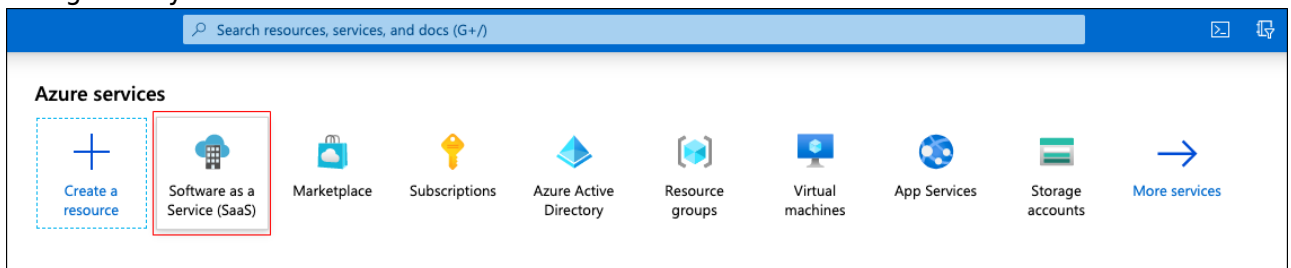 Search resources, services, and docs (G+/)
Azure services
Create a
resource
Software as a
Service (SaaS)
Marketplace
Subscriptions
Azure Active
Directory
Resource
groups
Virtual
machines
App Services
Storage
accounts
More services